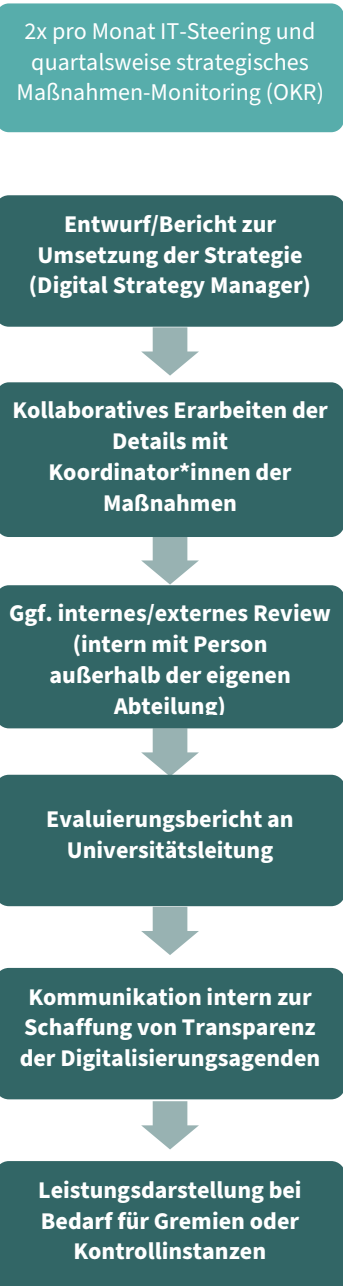 2x pro Monat IT-Steering und
quartalsweise strategisches
Maßnahmen-Monitoring (OKR)
Entwurf/Bericht zur
Umsetzung der Strategie
(Digital Strategy Manager)
Kollaboratives Erarbeiten der
Details mit
Koordinator*innen der
Maßnahmen
Ggf. internes/externes Review
(intern mit Person
außerhalb der eigenen
Abteilung)
Evaluierungsbericht an
Universitätsleitung
Kommunikation intern zur
Schaffung von Transparenz
der Digitalisierungsagenden
Leistungsdarstellung bei
Bedarf für Gremien oder
Kontrollinstanzen